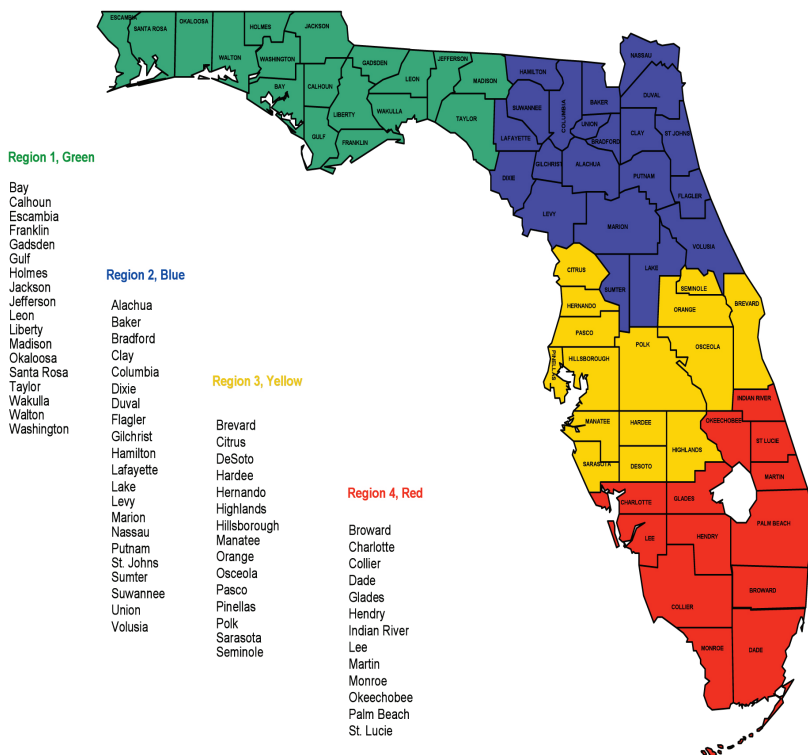 ESCAMBIA
SANTA ROSA
OKALOOSA
HOLMES
JACKSON
WALTON
WASHINGTON
BAY
CALHOUN
GADSDEN
LEON
JEFFERSON
MADISON
GULF
LIBERTY
WAKULLA
FRANKLIN
TAYLOR
HAMILTON
NASSAU
SUWANNEE
COLUMBIA
BAKER
DUVAL
LAFAYETTE
UNION
BRADFORD
CLAY
ST JOHNS
DIXIE
GILCHRIST
ALACHUA
PUTNAM
FLAGLER
LEVY
MARION
VOLUSIA
CITRUS
SUMTER
LAKE
SEMINOLE
BREVARD
HERNANDO
ORANGE
PASCO
POLK
OSCEOLA
PINELLAS
HILLSBOROUGH
INDIAN RIVER
MANATEE
HARDEE
OKEECHOBEE
ST LUCIE
HIGHLANDS
SARASOTA
DESOTO
MARTIN
CHARLOTTE
GLADES
PALM BEACH
LEE
HENDRY
BROWARD
COLLIER
MONROE
DADE
Region 1, Green
Bay
Calhoun
Escambia
Franklin
Gadsden
Gulf
Holmes
Jackson
Jefferson
Leon
Liberty
Madison
Okaloosa
Santa Rosa
Taylor
Wakulla
Walton
Washington
Region 2, Blue
Alachua
Baker
Bradford
Clay
Columbia
Dixie
Duval
Flagler
Gilchrist
Hamilton
Lafayette
Lake
Levy
Marion
Nassau
Putnam
St. Johns
Sumter
Suwannee
Union
Volusia
Region 3, Yellow
Brevard
Citrus
DeSoto
Hardee
Hernando
Highlands
Hillsborough
Manatee
Orange
Osceola
Pasco
Pinellas
Polk
Sarasota
Seminole
Region 4, Red
Broward
Charlotte
Collier
Dade
Glades
Hendry
Indian River
Lee
Martin
Monroe
Okeechobee
Palm Beach
St. Lucie